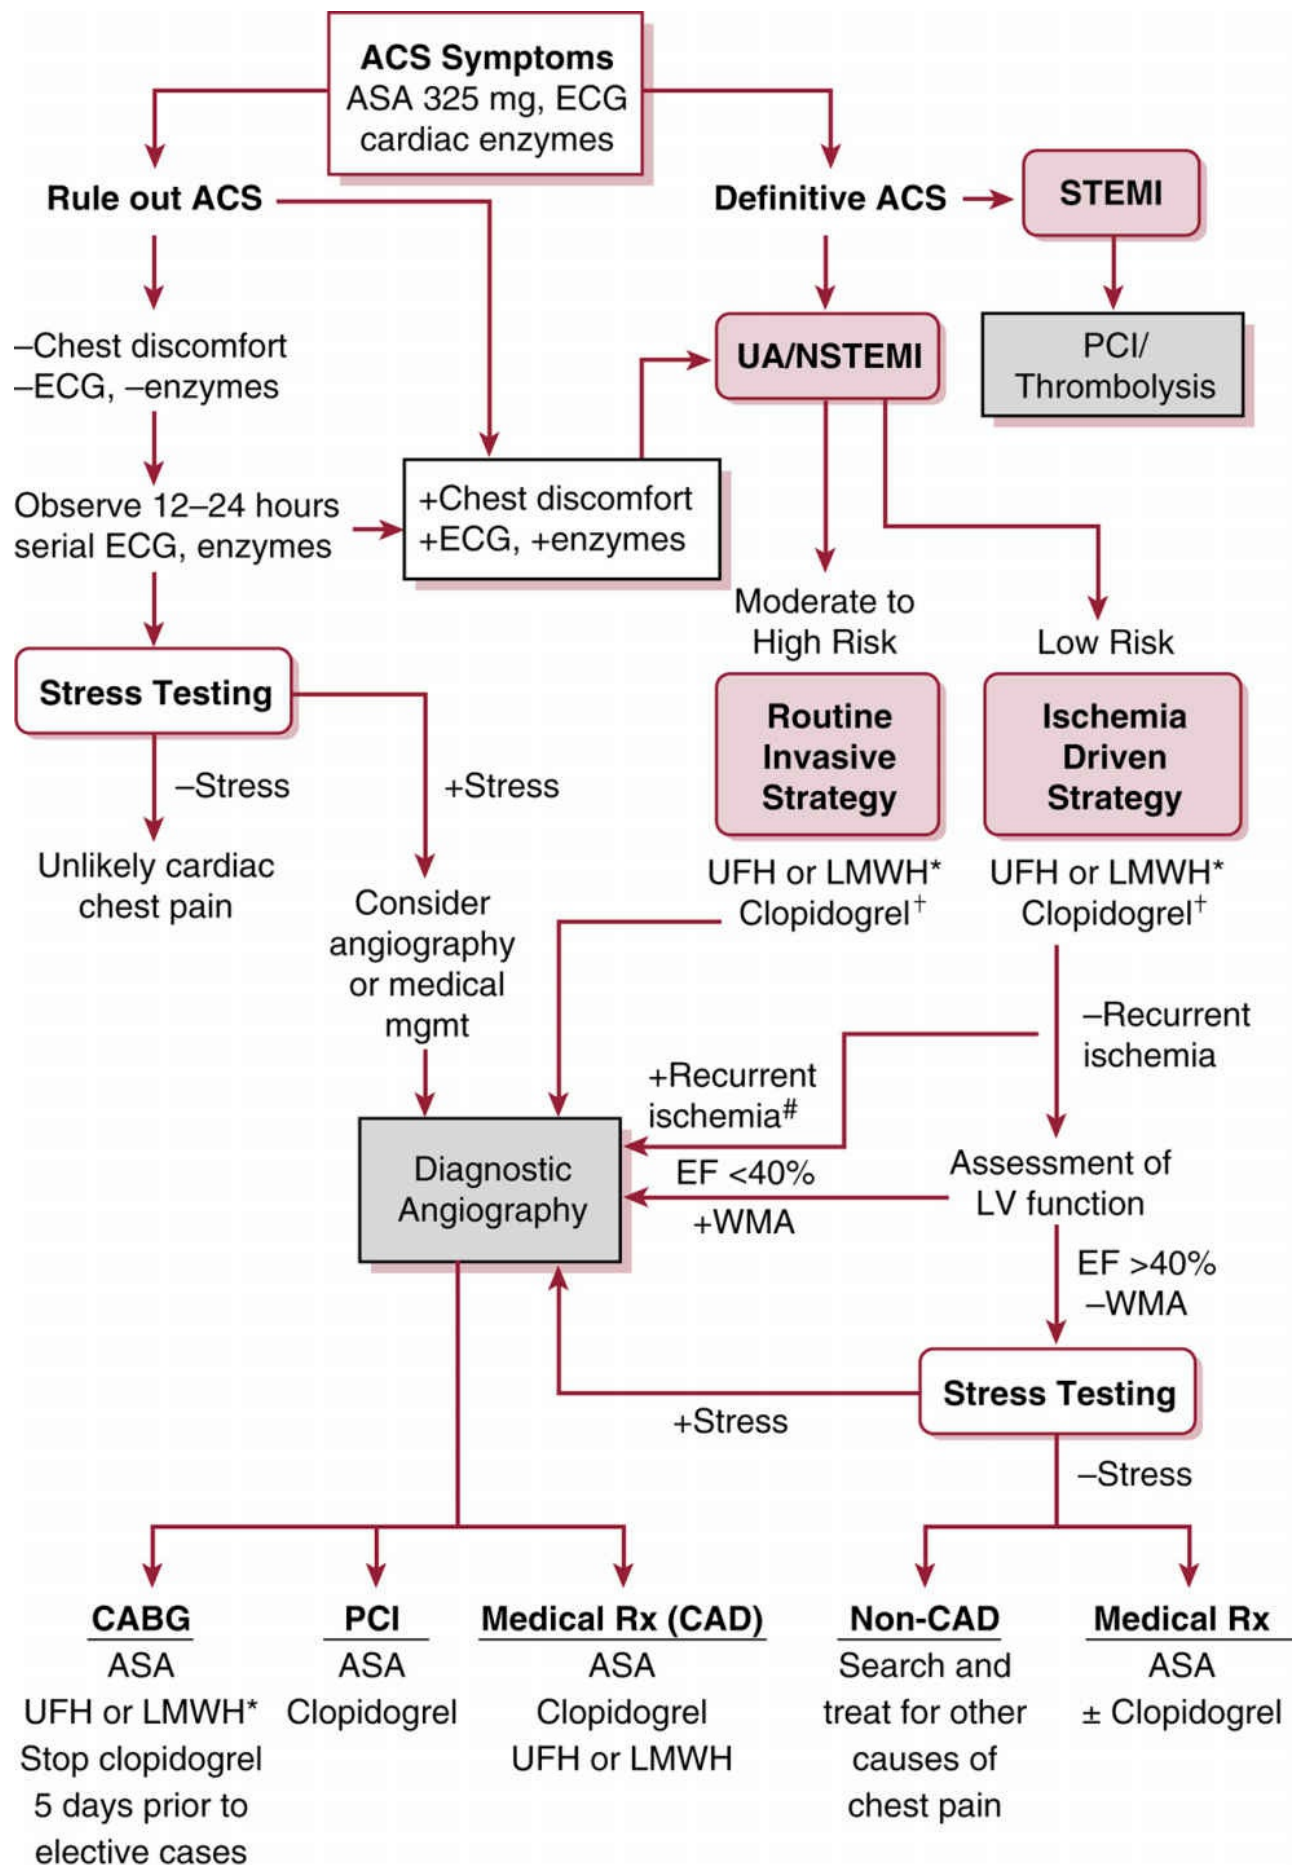 ACS Symptoms
ASA 325 mg, ECG
cardiac enzymes
Rule out ACS
Definitive ACS
STEMI
–Chest discomfort
–ECG, –enzymes
UA/NSTEMI
PCI/
Thrombolysis
Observe 12–24 hours
serial ECG, enzymes
+Chest discomfort
+ECG, +enzymes
Moderate to
High Risk
Low Risk
Stress Testing
Routine
Invasive
Strategy
Ischemia
Driven
Strategy
–Stress
+Stress
Unlikely cardiac
chest pain
Consider
angiography
or medical
mgmt
UFH or LMWH*
Clopidogrel†
UFH or LMWH*
Clopidogrel†
–Recurrent
ischemia
+Recurrent
ischemia#
Diagnostic
Angiography
EF <40%
+WMA
Assessment of
LV function
EF >40%
–WMA
Stress Testing
+Stress
–Stress
CABG
ASA
UFH or LMWH*
Stop clopidogrel
5 days prior to
elective cases
PCI
ASA
Clopidogrel
Medical Rx (CAD)
ASA
Clopidogrel
UFH or LMWH
Non-CAD
Search and
treat for other
causes of
chest pain
Medical Rx
ASA
± Clopidogrel